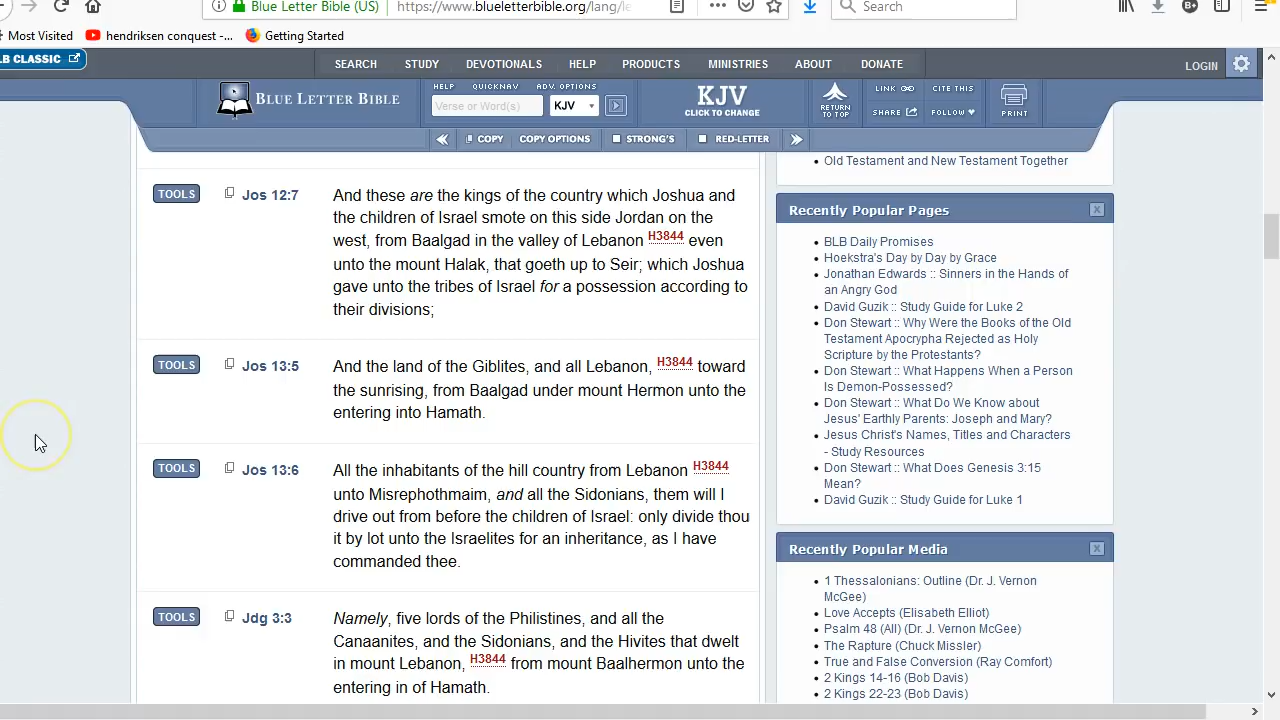 Blue Letter Bible (US)
https://www.blueletterbible.org/lang/le
Search
Most Visited
hendriksen conquest -...
Getting Started
LB CLASSIC
SEARCH STUDY DEVOTIONALS HELP PRODUCTS MINISTRIES ABOUT DONATE
LOGIN
BLUE LETTER BIBLE
HELP QUICKNAV ADV. OPTIONS
Verse or Word(s)
KJV
KJV
CLICK TO CHANGE
RETURN
TO TOP
LINK
CITE THIS
SHARE
FOLLOW
PRINT
COPY COPY OPTIONS STRONG'S RED-LETTER
TOOLS
Jos 12:7
And these are the kings of the country which Joshua and
the children of Israel smote on this side Jordan on the
west, from Baalgad in the valley of Lebanon H3844 even
unto the mount Halak, that goeth up to Seir; which Joshua
gave unto the tribes of Israel for a possession according to
their divisions;
TOOLS
Jos 13:5
And the land of the Giblites, and all Lebanon, H3844 toward
the sunrising, from Baalgad under mount Hermon unto the
entering into Hamath.
TOOLS
Jos 13:6
All the inhabitants of the hill country from Lebanon H3844
unto Misrephothmaim, and all the Sidonians, them will I
drive out from before the children of Israel: only divide thou
it by lot unto the Israelites for an inheritance, as I have
commanded thee.
TOOLS
Jdg 3:3
Namely, five lords of the Philistines, and all the
Canaanites, and the Sidonians, and the Hivites that dwelt
in mount Lebanon, H3844 from mount Baalhermon unto the
entering in of Hamath.
Old Testament and New Testament Together
Recently Popular Pages
BLB Daily Promises
Hoekstra's Day by Day by Grace
Jonathan Edwards :: Sinners in the Hands of
an Angry God
David Guzik :: Study Guide for Luke 2
Don Stewart :: Why Were the Books of the Old
Testament Apocrypha Rejected as Holy
Scripture by the Protestants?
Don Stewart :: What Happens When a Person
Is Demon-Possessed?
Don Stewart :: What Do We Know about
Jesus' Earthly Parents: Joseph and Mary?
Jesus Christ's Names, Titles and Characters
- Study Resources
Don Stewart :: What Does Genesis 3:15
Mean?
David Guzik :: Study Guide for Luke 1
Recently Popular Media
1 Thessalonians: Outline (Dr. J. Vernon
McGee)
Love Accepts (Elisabeth Elliot)
Psalm 48 (All) (Dr. J. Vernon McGee)
The Rapture (Chuck Missler)
True and False Conversion (Ray Comfort)
2 Kings 14-16 (Bob Davis)
2 Kings 22-23 (Bob Davis)